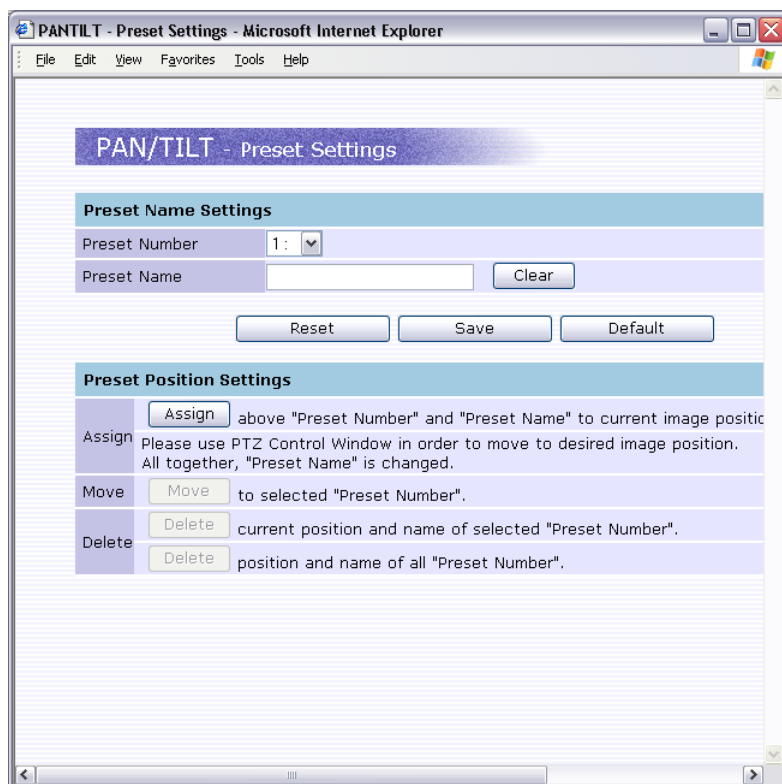 PANTILT - Preset Settings - Microsoft Internet Explorer
File Edit View Favorites Tools Help
PAN/TILT - Preset Settings
Preset Name Settings
Preset Number 1 :
Preset Name Clear
Reset Save Default
Preset Position Settings
Assign Assign above "Preset Number" and "Preset Name" to current image positio
Please use PTZ Control Window in order to move to desired image position.
All together, "Preset Name" is changed.
Move Move to selected "Preset Number".
Delete Delete current position and name of selected "Preset Number".
Delete position and name of all "Preset Number".